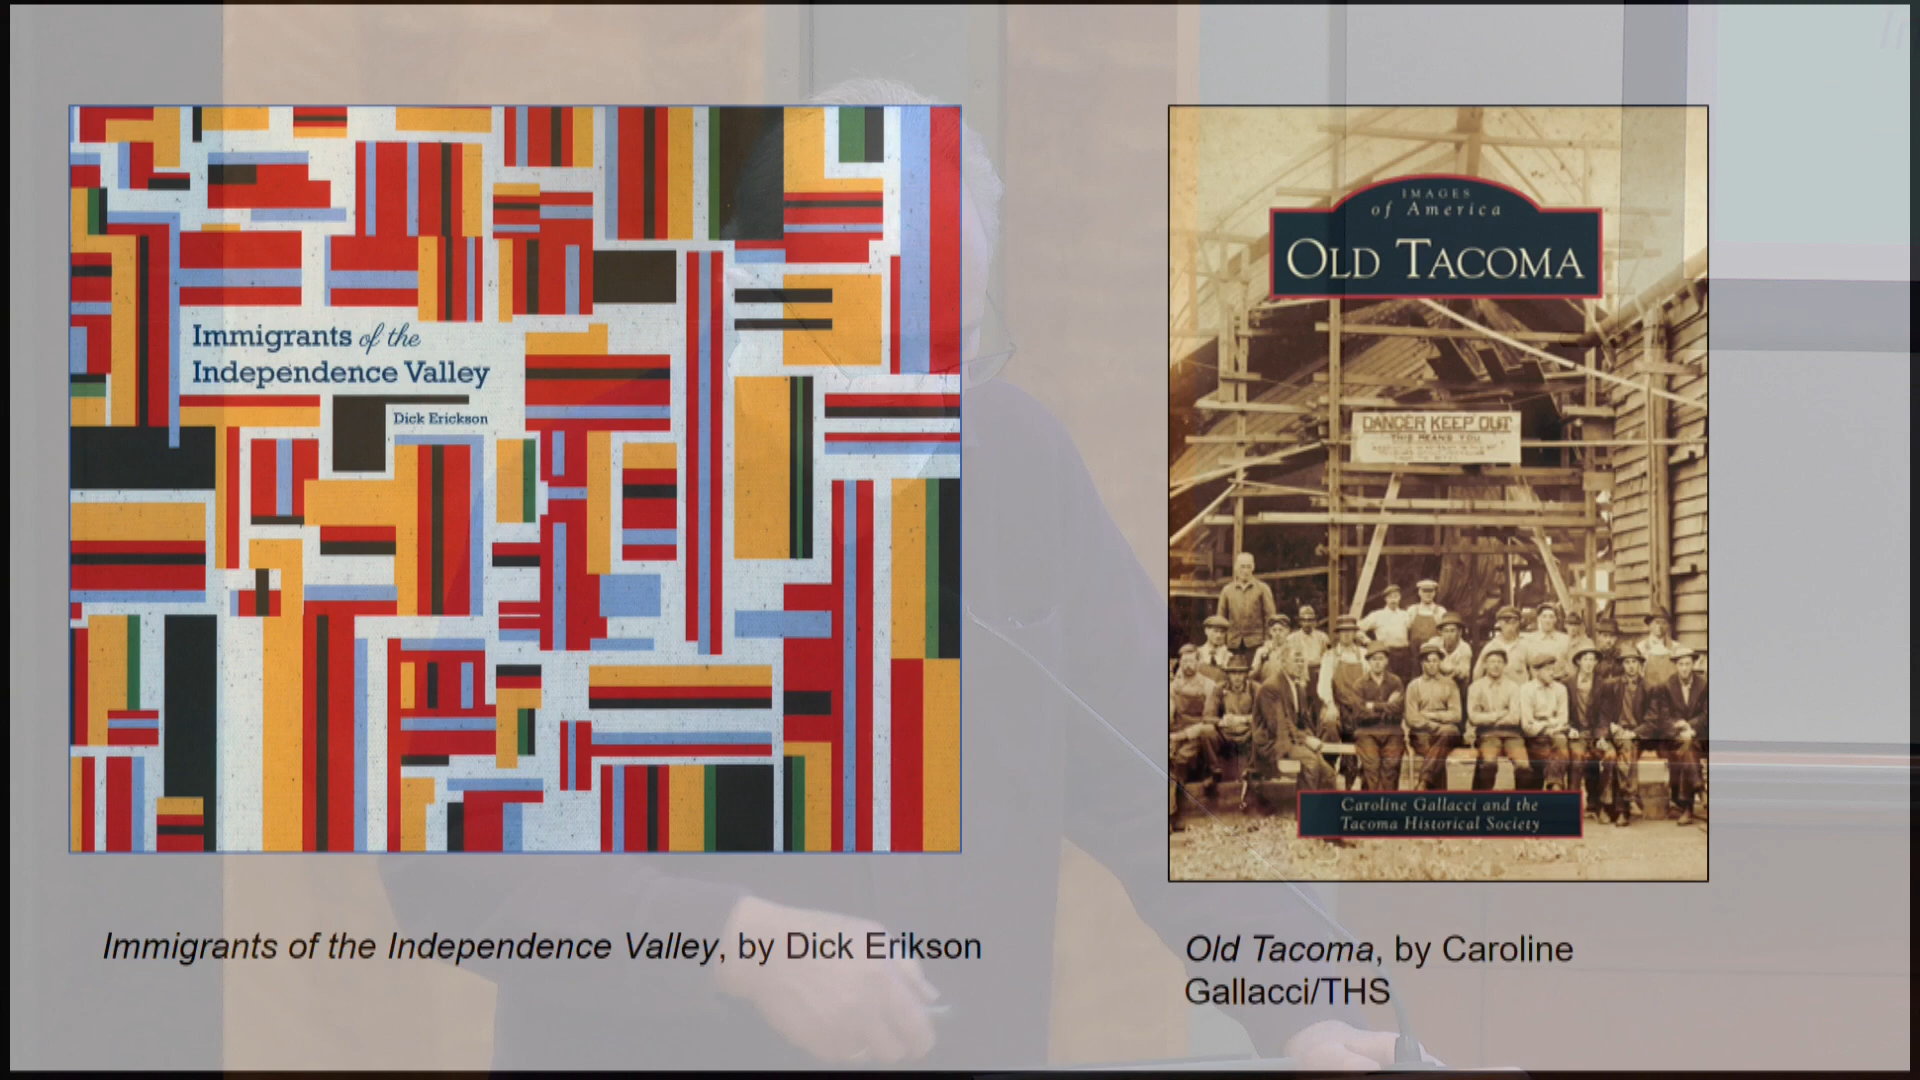 Immigrants of the
Independence Valley
Dick Erickson
IMAGES
of America
OLD TACOMA
DANGER KEEP OUT
THIS MEANS YOU
Caroline Gallacci and the
Tacoma Historical Society
Immigrants of the Independence Valley, by Dick Erikson
Old Tacoma, by Caroline
Gallacci/THS